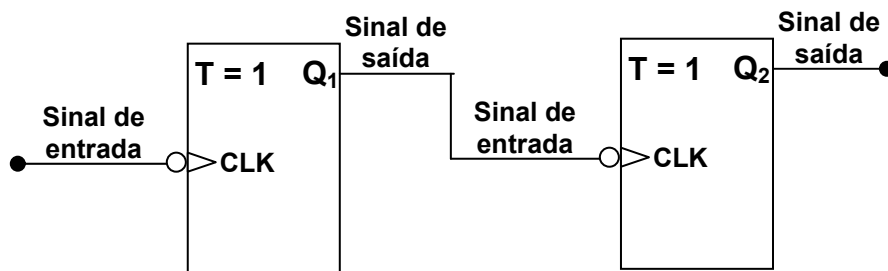 Sinal de
entrada
T = 1 Q₁
CLK
Sinal de
saída
Sinal de
entrada
T = 1 Q₂
CLK
Sinal de
saída